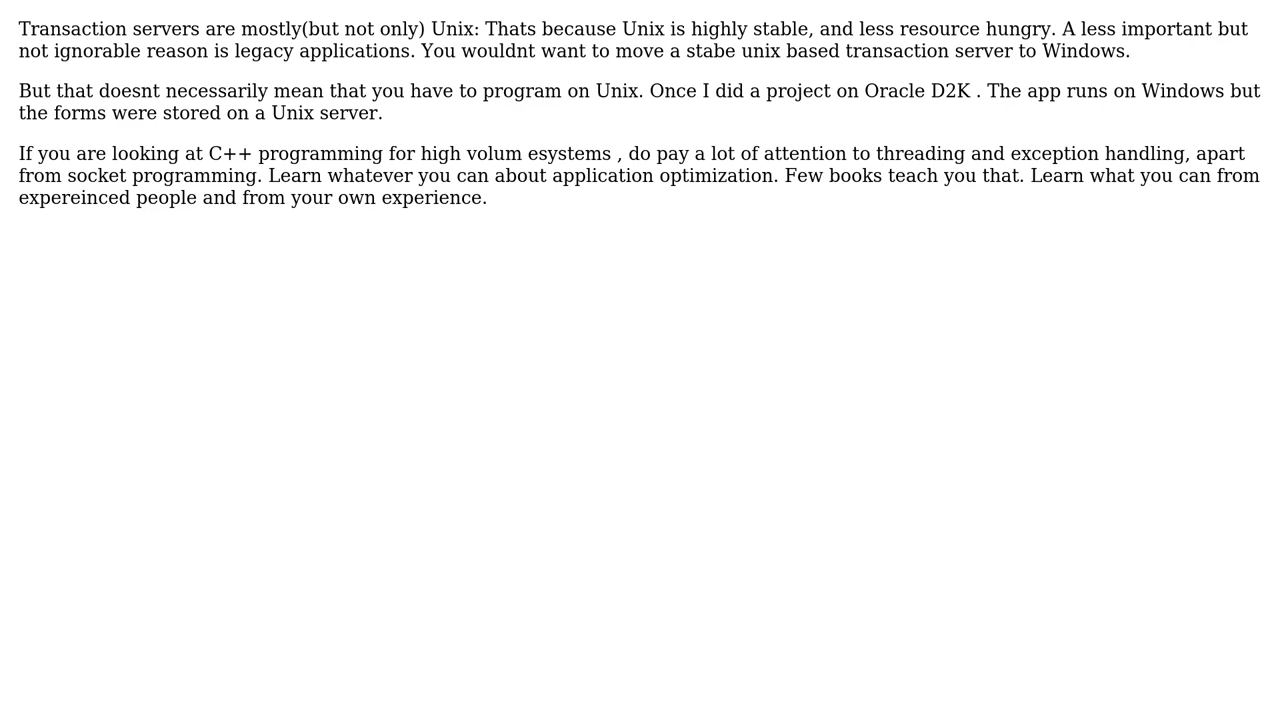 Transaction servers are mostly(but not only) Unix: Thats because Unix is highly stable, and less resource hungry. A less important but
not ignorable reason is legacy applications. You wouldnt want to move a stabe unix based transaction server to Windows.
But that doesnt necessarily mean that you have to program on Unix. Once I did a project on Oracle D2K . The app runs on Windows but
the forms were stored on a Unix server.
If you are looking at C++ programming for high volum esystems , do pay a lot of attention to threading and exception handling, apart
from socket programming. Learn whatever you can about application optimization. Few books teach you that. Learn what you can from
expereinced people and from your own experience.